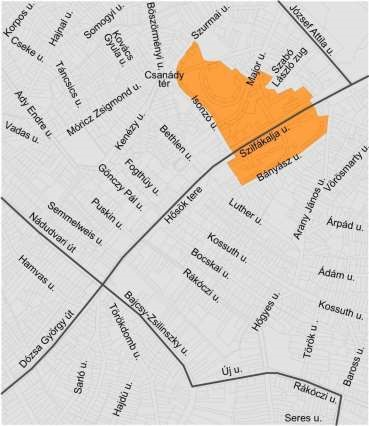 Korpos u.
Cseke u.
Hajnal u.
Somogyi u.
Kovács
Gyula u.
Böszörményi u.
Szurmai u.
József Attila u.
Táncsics u.
Csanády
tér
Major u.
Szabó
László zug
Ady Endre u.
Vadas u.
Móricz Zsigmond u.
Isonzó u.
Kenézy u.
Bethlen u.
Szilfákalja u.
Bányász u.
Vörösmarty u.
Fogthüy u.
Gönczy Pál u.
Puskin u.
Semmelweis u.
Nádudvari út
Hősök tere
Luther u.
Arany János u.
Árpád u.
Kossuth u.
Bocskai u.
Rákóczi u.
Hamvas u.
Ádám u.
Bajcsy-Zsilinszky u.
Hőgyes u.
Kossuth u.
Dózsa György út
Törökdomb u.
Török u.
Baross u.
Sartó u.
Hajdú u.
Új u.
Rákóczi u.
Seres u.